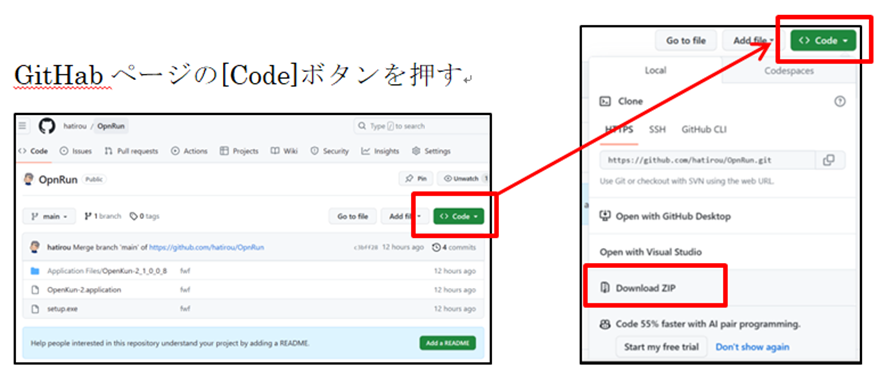 GitHab ページの[Code]ボタンを押す
hatirou / OpnRun
Type / to search
Code Issues Pull requests Actions Projects Wiki Security Insights Settings
OpnRun Public
Pin Unwatch 1
main 1 branch 0 tags
Go to file Add file Code
hatirou Merge branch 'main' of https://github.com/hatirou/OpnRun
12 hours ago 4 commits
Application Files/OpenKun-2_1_0_0_8 fwf 12 hours ago
OpenKun-2.application fwf 12 hours ago
setup.exe fwf 12 hours ago
Help people interested in this repository understand your project by adding a README.
Add a README
Go to file Add file Code
Local Codespaces
Clone
HTTPS SSH GitHub CLI
https://github.com/hatirou/OpnRun.git
Use Git or checkout with SVN using the web URL.
Open with GitHub Desktop
Open with Visual Studio
Download ZIP
Code 55% faster with AI pair programming.
Start my free trial Don't show again